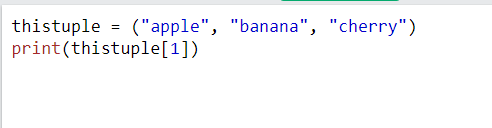 thistuple = ("apple", "banana", "cherry")
print(thistuple[1])